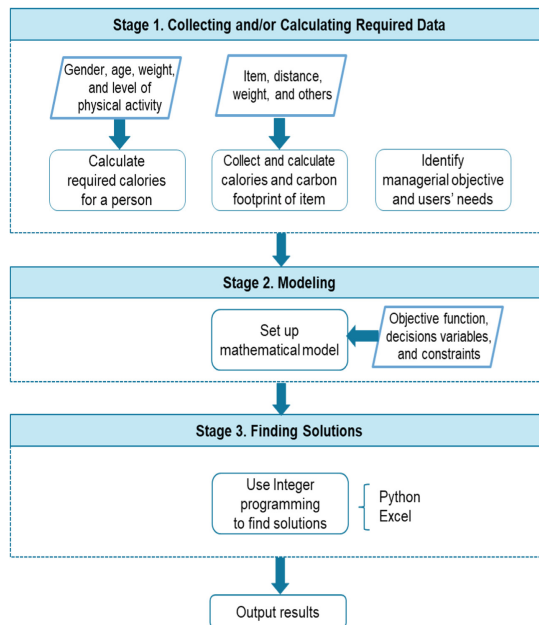 Stage 1. Collecting and/or Calculating Required Data
Gender, age, weight,
and level of
physical activity
Item, distance,
weight, and others
Calculate
required calories
for a person
Collect and calculate
calories and carbon
footprint of item
Identify
managerial objective
and users' needs
Stage 2. Modeling
Set up
mathematical model
Objective function,
decisions variables,
and constraints
Stage 3. Finding Solutions
Use Integer
programming
to find solutions
Python
Excel
Output results